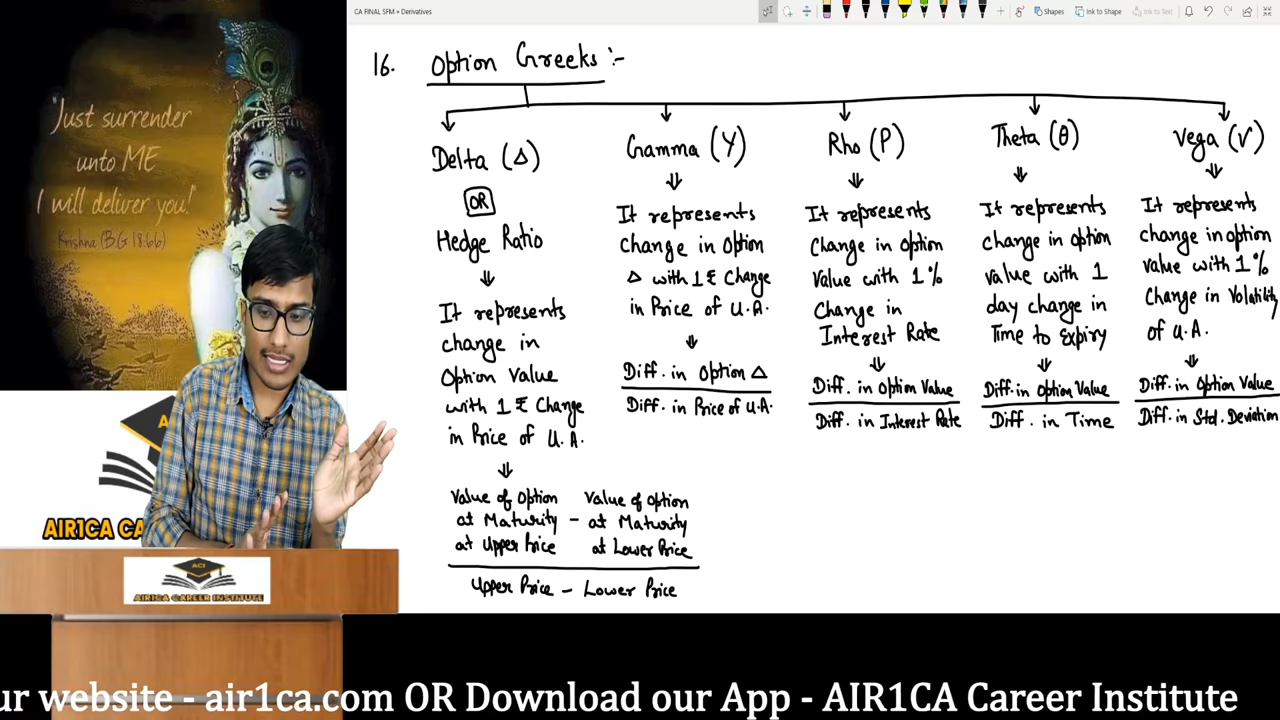 CA FINAL SFM » Derivatives
Shapes
Ink to Shape
Ink to Text
"Just surrender
unto ME
I will deliver you!"
- Krishna (B.G 18:66)
16. Option Greeks :-
Delta (Δ)
OR
Hedge Ratio
It represents
change in
Option Value
with 1 ₹ Change
in Price of U.A.
Value of Option at Maturity at Upper Price - Value of Option at Maturity at Lower Price
Upper Price - Lower Price
Gamma (γ)
It represents
Change in Option
Δ with 1 ₹ Change
in Price of U.A.
Diff. in Option Δ
Diff. in Price of U.A.
Rho (P)
It represents
Change in Option
Value with 1 %
Change in
Interest Rate
Diff. in Option Value
Diff. in Interest Rate
Theta (θ)
It represents
change in option
value with 1
day change in
Time to Expiry
Diff. in Option Value
Diff. in Time
Vega (V)
It represents
change in option
value with 1 %
Change in Volatility
of U.A.
Diff. in Option Value
Diff. in Std. Deviation
AIR1CA CA
ACI
AIR1CA CAREER INSTITUTE
ur website - air1ca.com OR Download our App - AIR1CA Career Institute